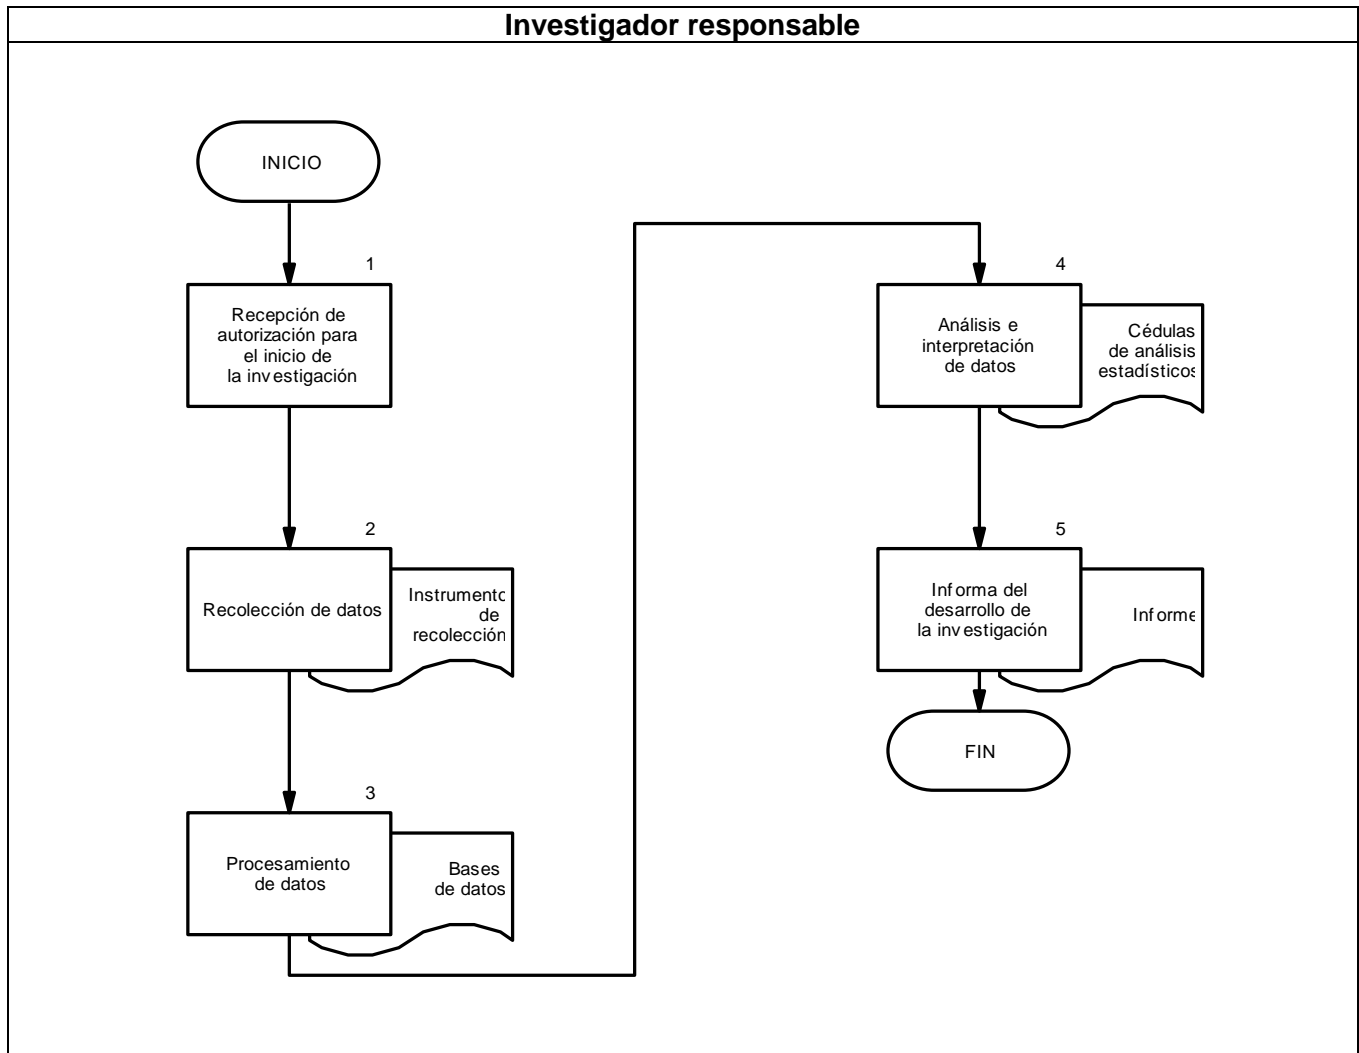 Investigador responsable
INICIO
1
Recepción de
autorización para
el inicio de
la investigación
2
Recolección de datos
Instrumento
de
recolección
3
Procesamiento
de datos
Bases
de datos
4
Análisis e
interpretación
de datos
Cédulas
de análisis
estadísticos
5
Informa del
desarrollo de
la investigación
Informe
FIN